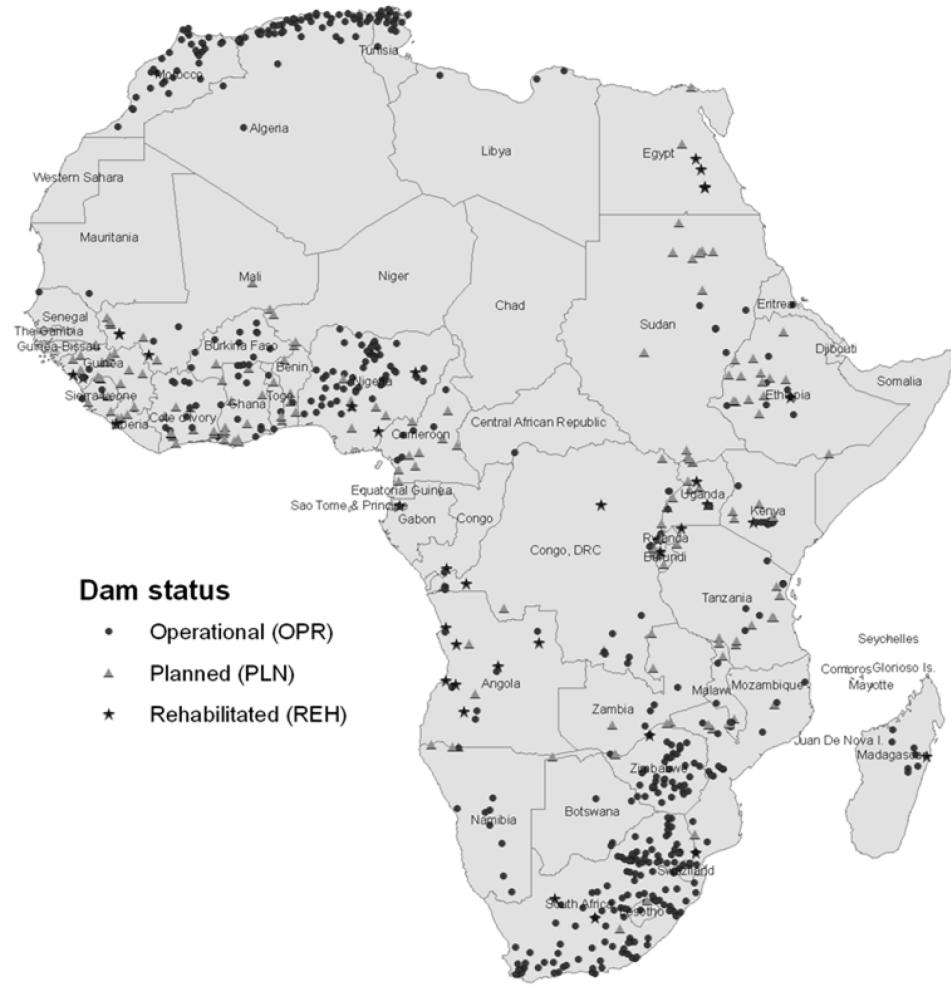 Tunisia
Morocco
Algeria
Libya
Egypt
Western Sahara
Mauritania
Mali
Niger
Chad
Sudan
Eritrea
Senegal
The Gambia
Guinea-Bissau
Burkina Faso
Djibouti
Guinea
Benin
Nigeria
Somalia
Ethiopia
Sierra Leone
Togo
Ghana
Cote d'Ivory
Liberia
Cameroon
Central African Republic
Equatorial Guinea
Uganda
Sao Tome & Principe
Gabon
Congo
Kenya
Rwanda
Congo, DRC
Burundi
Dam status
Operational (OPR)
Planned (PLN)
Rehabilitated (REH)
Tanzania
Seychelles
Comoros
Glorioso Is.
Mayotte
Angola
Malawi
Mozambique
Zambia
Juan De Nova I.
Madagascar
Zimbabwe
Botswana
Namibia
Swaziland
South Africa
Lesotho